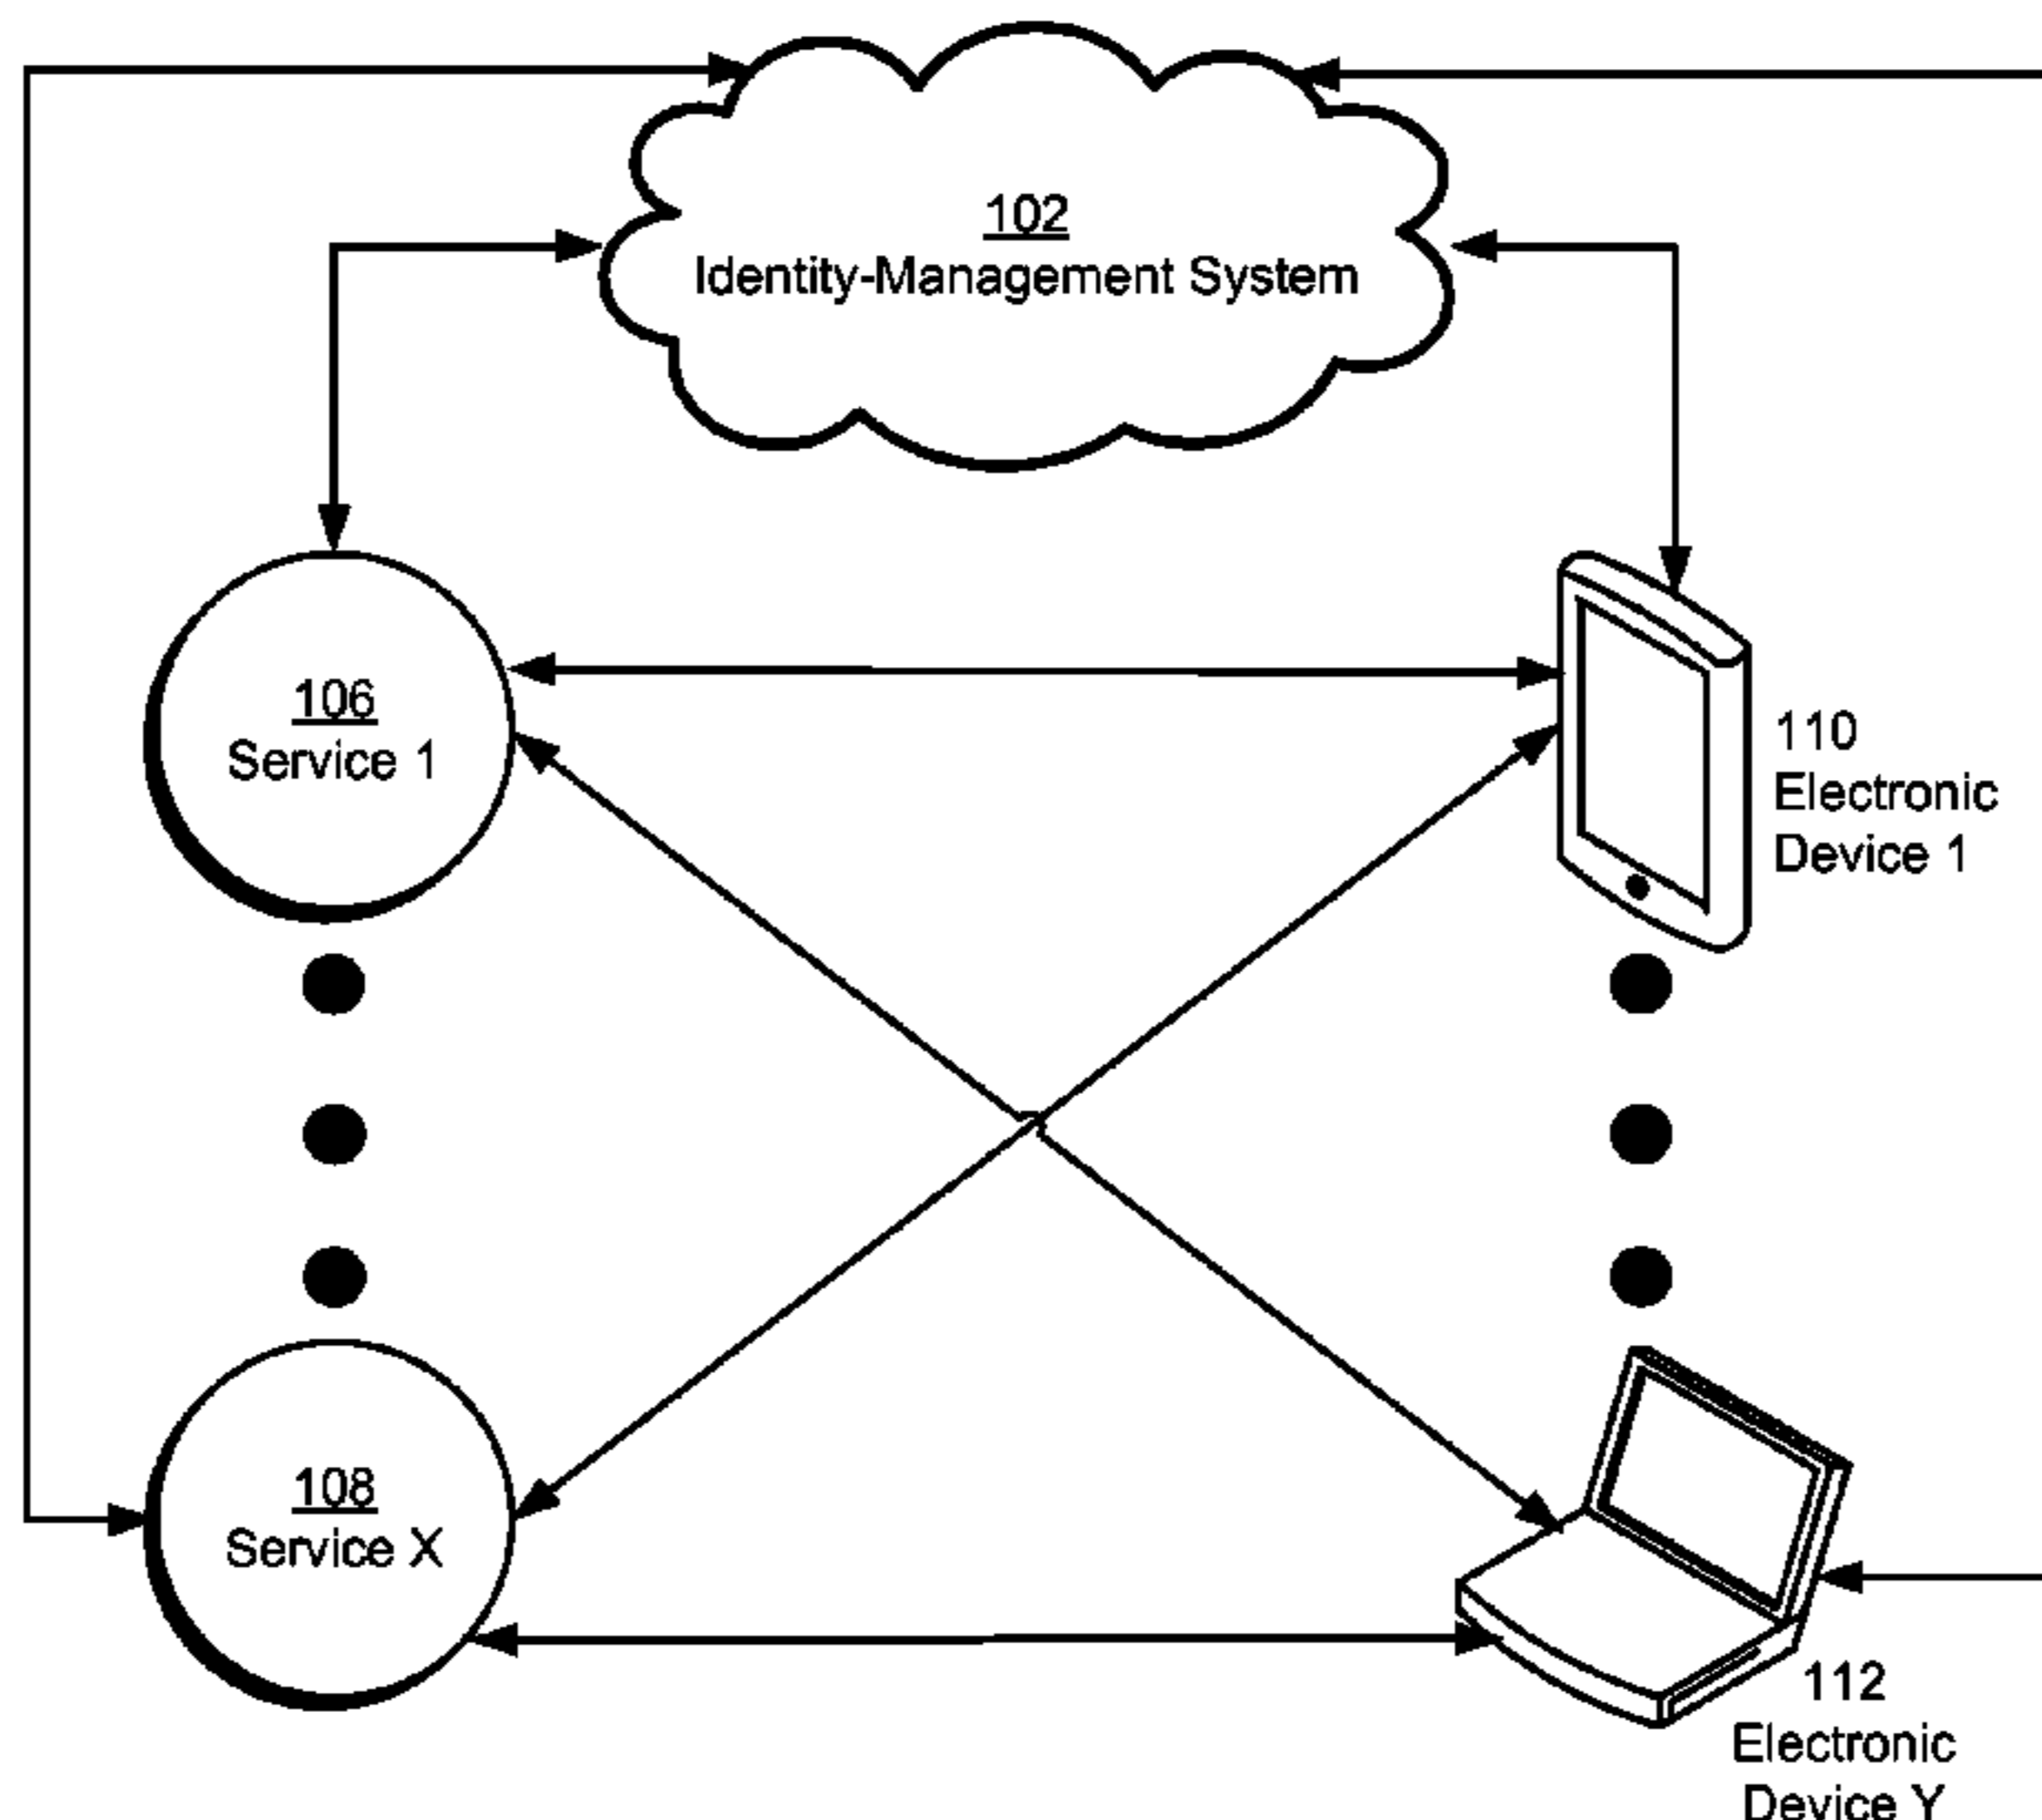 102
Identity-Management System
106
Service 1
110
Electronic
Device 1
108
Service X
112
Electronic
Device Y